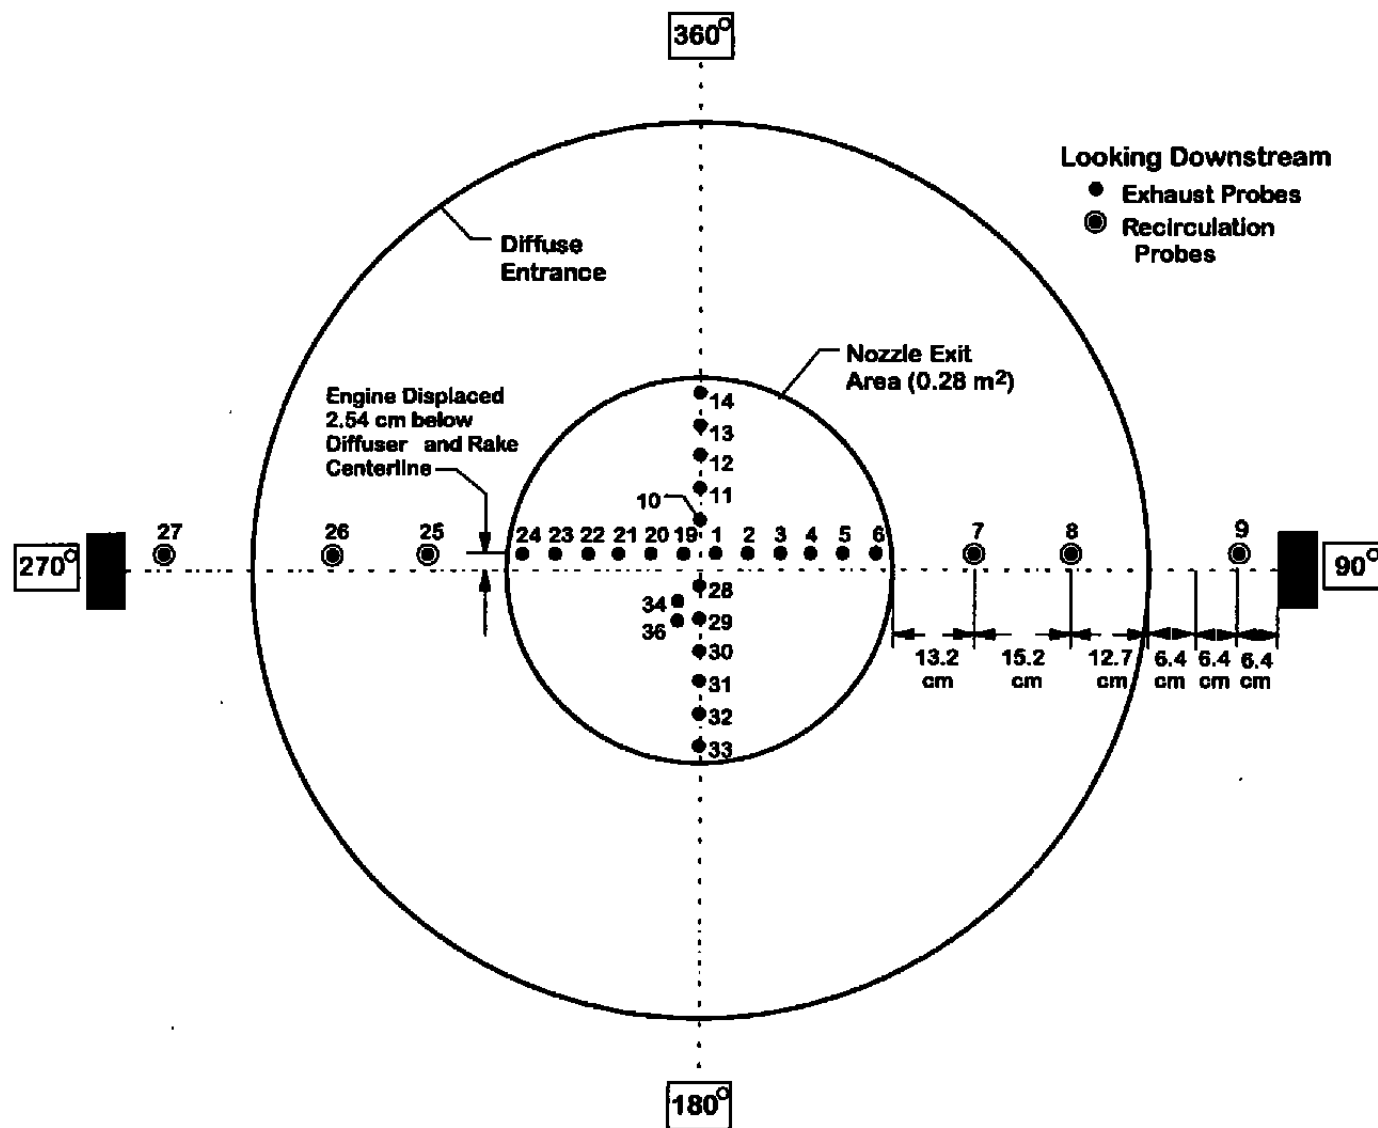 360°
Looking Downstream
Exhaust Probes
Recirculation
Probes
Diffuse
Entrance
Nozzle Exit
Area (0.28 m²)
Engine Displaced
2.54 cm below
Diffuser and Rake
Centerline
14
13
12
11
10
27
26
25
24
23
22
21
20
19
1
2
3
4
5
6
7
8
9
270°
90°
28
34
29
36
30
31
32
33
13.2
cm
15.2
cm
12.7
cm
6.4
cm
6.4
cm
6.4
cm
180°